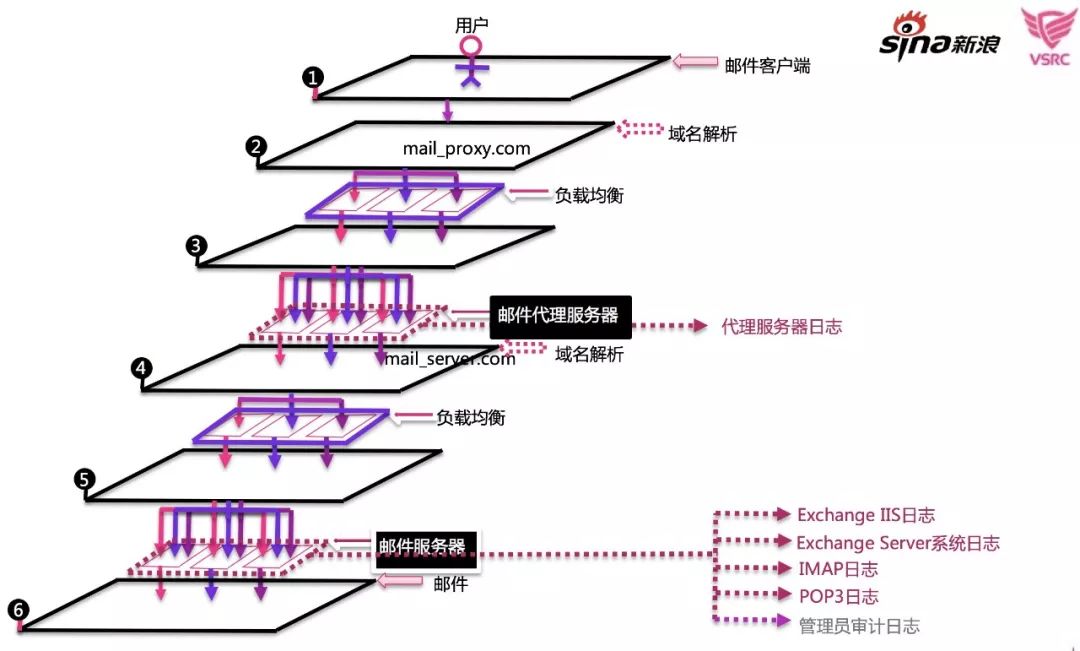 用户
sina新浪
VSRC
1
邮件客户端
2
mail_proxy.com
域名解析
负载均衡
3
邮件代理服务器
代理服务器日志
4
mail_server.com
域名解析
负载均衡
5
邮件服务器
Exchange IIS日志
Exchange Server系统日志
IMAP日志
POP3日志
管理员审计日志
邮件
6